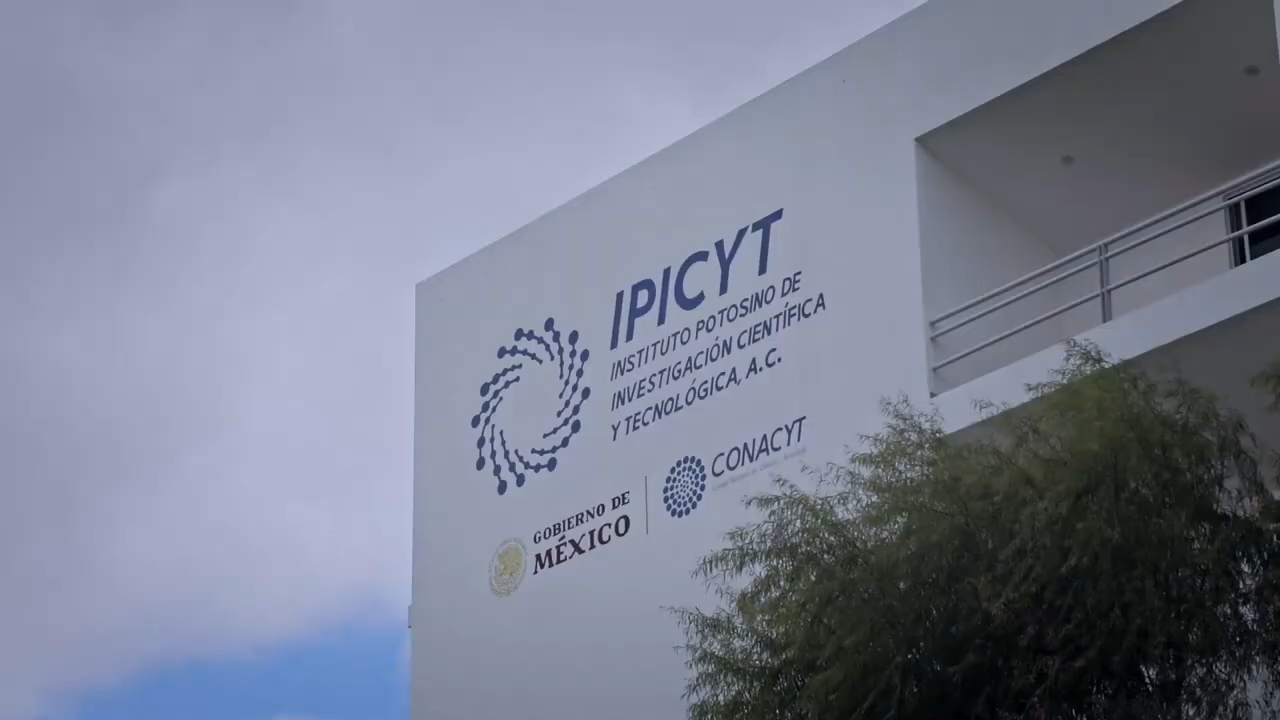 IPICYT
INSTITUTO POTOSINO DE
INVESTIGACIÓN CIENTÍFICA
Y TECNOLÓGICA, A.C.
GOBIERNO DE
MÉXICO
CONACYT